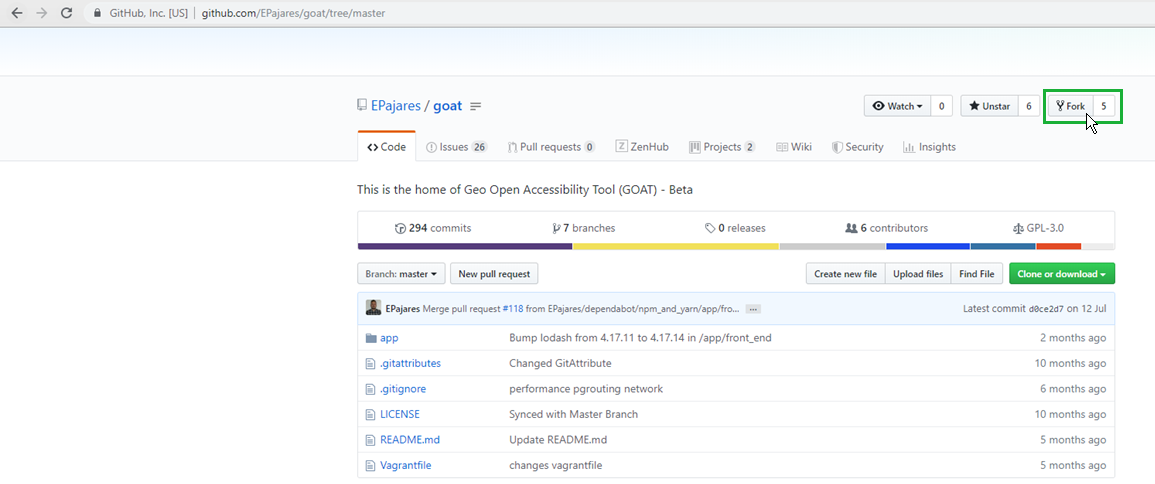 GitHub, Inc. [US] | github.com/EPajares/goat/tree/master
EPajares / goat
Watch 0 Unstar 6 Fork 5
Code Issues 26 Pull requests 0 ZenHub Projects 2 Wiki Security Insights
This is the home of Geo Open Accessibility Tool (GOAT) - Beta
294 commits 7 branches 0 releases 6 contributors GPL-3.0
Branch: master New pull request Create new file Upload files Find File Clone or download
EPajares Merge pull request #118 from EPajares/dependabot/npm_and_yarn/app/fro... ... Latest commit d0ce2d7 on 12 Jul
app Bump lodash from 4.17.11 to 4.17.14 in /app/front_end 2 months ago
.gitattributes Changed GitAttribute 10 months ago
.gitignore performance pgrouting network 6 months ago
LICENSE Synced with Master Branch 10 months ago
README.md Update README.md 5 months ago
Vagrantfile changes vagrantfile 5 months ago